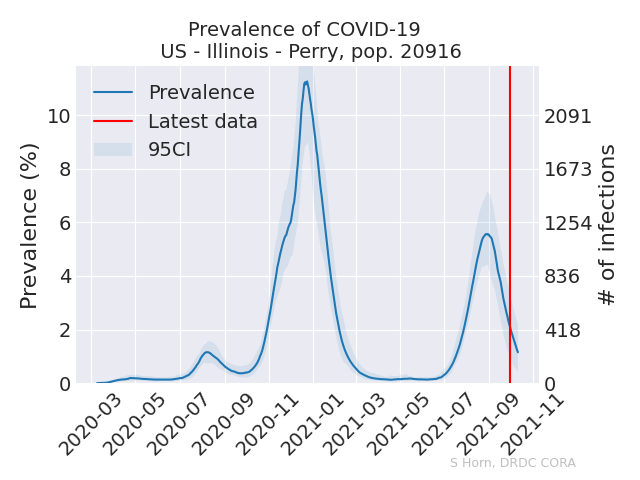 Prevalence of COVID-19
US - Illinois - Perry, pop. 20916
Prevalence
Latest data
95CI
Prevalence (%)
10
8
6
4
2
0
2091
1673
1254
836
418
0
# of infections
2020-03
2020-05
2020-07
2020-09
2020-11
2021-01
2021-03
2021-05
2021-07
2021-09
2021-11
S Horn, DRDC CORA